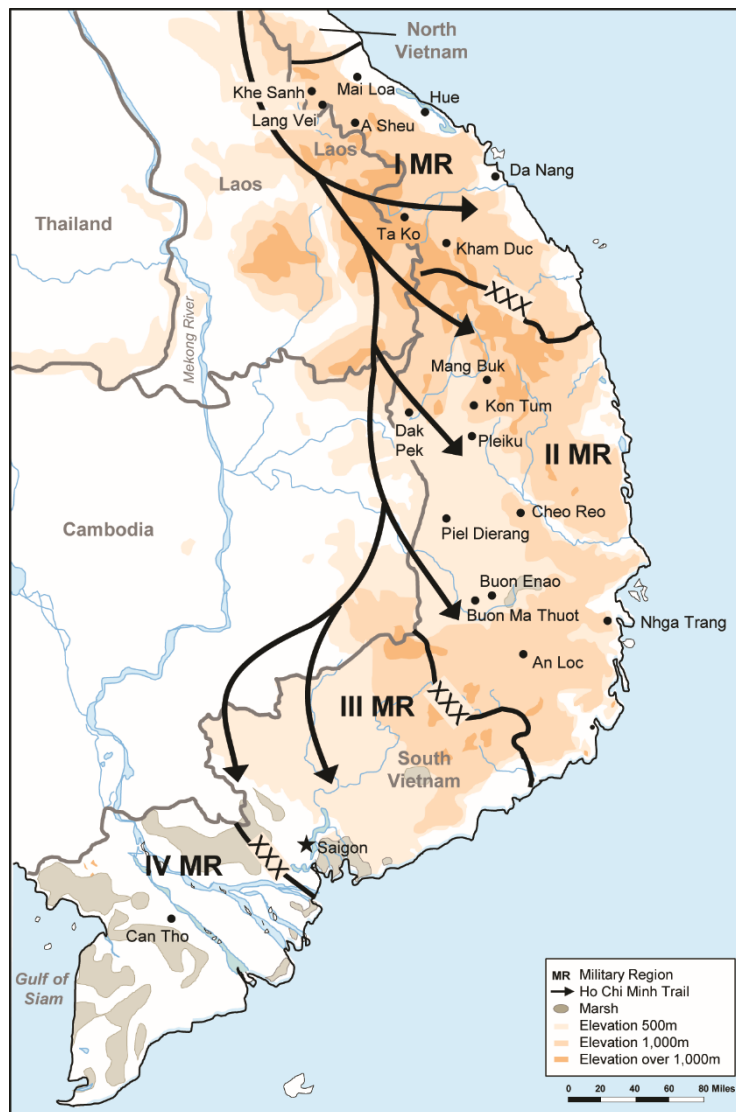 North
Vietnam
Khe Sanh
Mai Loa
Hue
Lang Vei
A Sheu
Laos
I MR
Laos
Da Nang
Thailand
Ta Ko
Kham Duc
XXX
Mekong River
Mang Buk
Kon Tum
Dak
Pek
Pleiku
II MR
Cambodia
Cheo Reo
Piel Dierang
Buon Enao
Buon Ma Thuot
Nhga Trang
An Loc
III MR
XXX
South
Vietnam
IV MR
XXX
Saigon
Can Tho
Gulf of
Siam
MR Military Region
Ho Chi Minh Trail
Marsh
Elevation 500m
Elevation 1,000m
Elevation over 1,000m
0 20 40 60 80 Miles